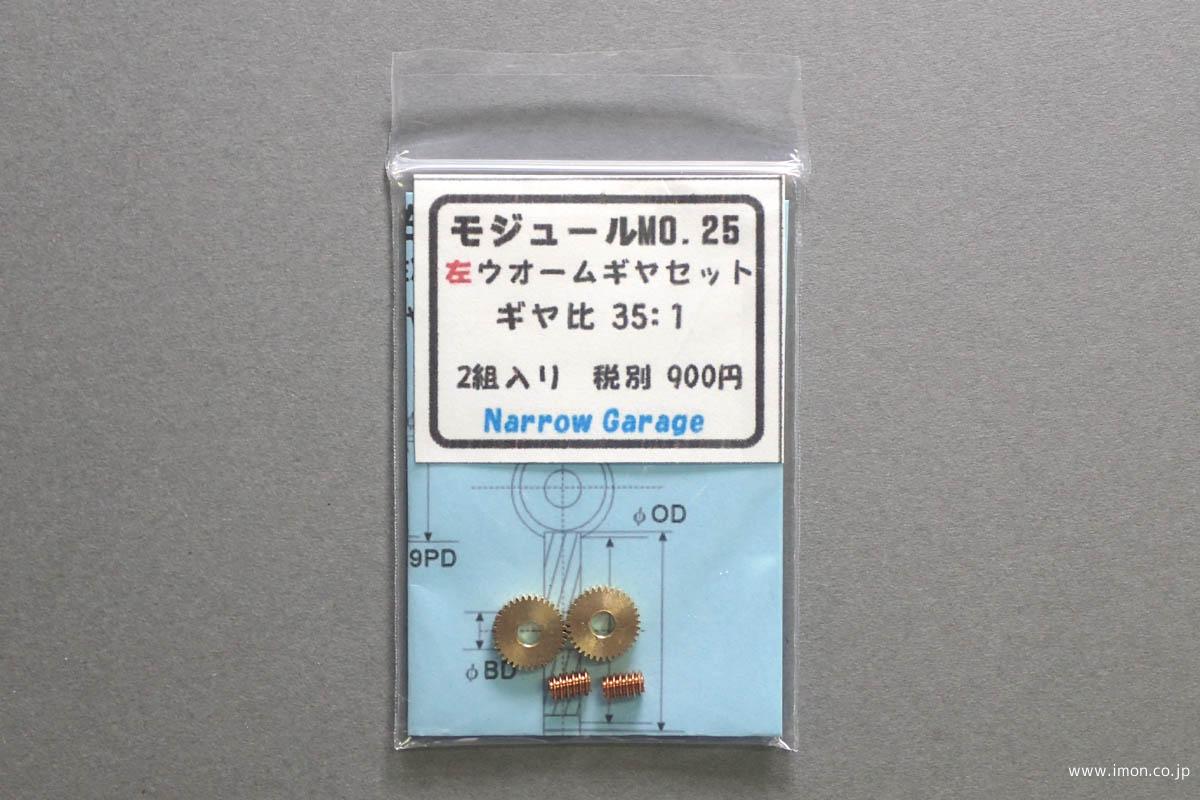 モジュールM0.25
左ウオームギヤセット
ギヤ比 35:1
2組入り 税別 900円
Narrow Garage
φOD
9PD
φBD
www.imon.co.jp